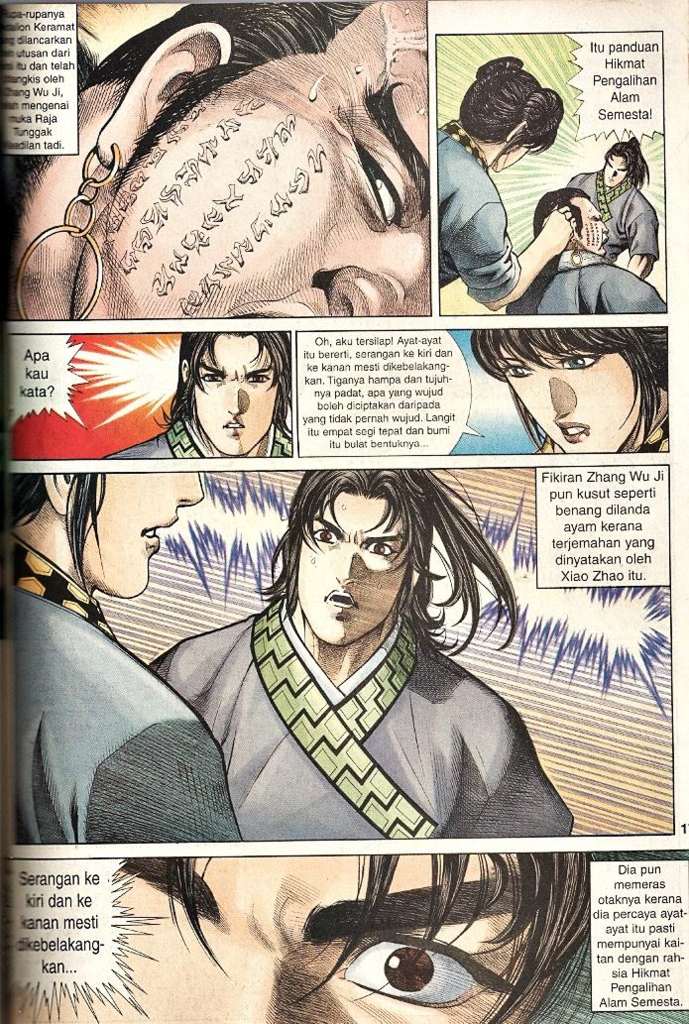 dilancarkan
utusan dari
itu dan telah
oleh
Zhang Wu Ji,
mengenai
muka Raja
Tunggak
tadi.
Itu panduan
Hikmat
Pengalihan
Alam
Semesta!
Apa
kau
kata?
Oh, aku tersilap! Ayat-ayat
itu bererti, serangan ke kiri dan
ke kanan mesti dikebelakang-
kan. Tiganya hampa dan tujuh-
nya padat, apa yang wujud
boleh diciptakan daripada
yang tidak pernah wujud. Langit
itu empat segi tepat dan bumi
itu bulat bentuknya...
Fikiran Zhang Wu Ji
pun kusut seperti
benang dilanda
ayam kerana
terjemahan yang
dinyatakan oleh
Xiao Zhao itu.
Serangan ke
kiri dan ke
kanan mesti
dikebelakang-
kan...
Dia pun
memeras
otaknya kerana
dia percaya ayat-
ayat itu pasti
mempunyai kai-
tan dengan rah-
sia Hikmat
Pengalihan
Alam Semesta.